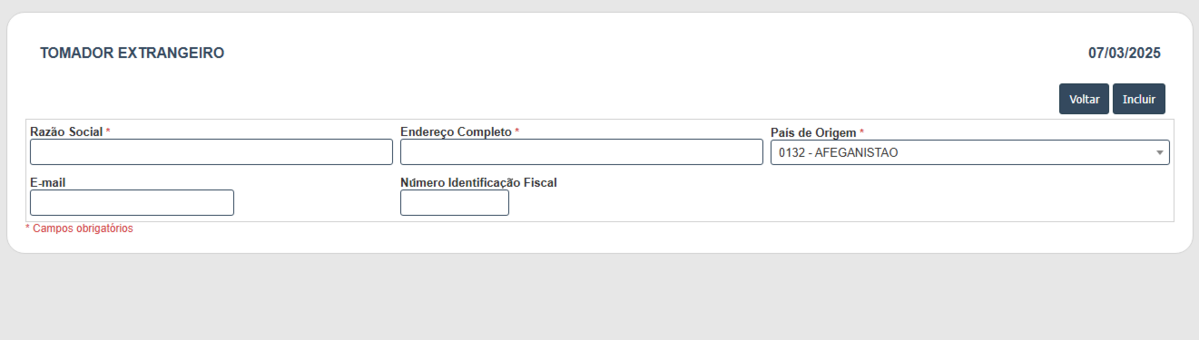 TOMADOR EXTRANGEIRO 07/03/2025
Voltar Incluir
Razão Social * Endereço Completo * País de Origem *
0132 - AFEGANISTAO
E-mail Número Identificação Fiscal
* Campos obrigatórios